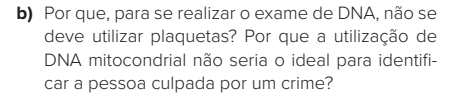 b) Por que, para se realizar o exame de DNA, não se
deve utilizar plaquetas? Por que a utilização de
DNA mitocondrial não seria o ideal para identifi-
car a pessoa culpada por um crime?